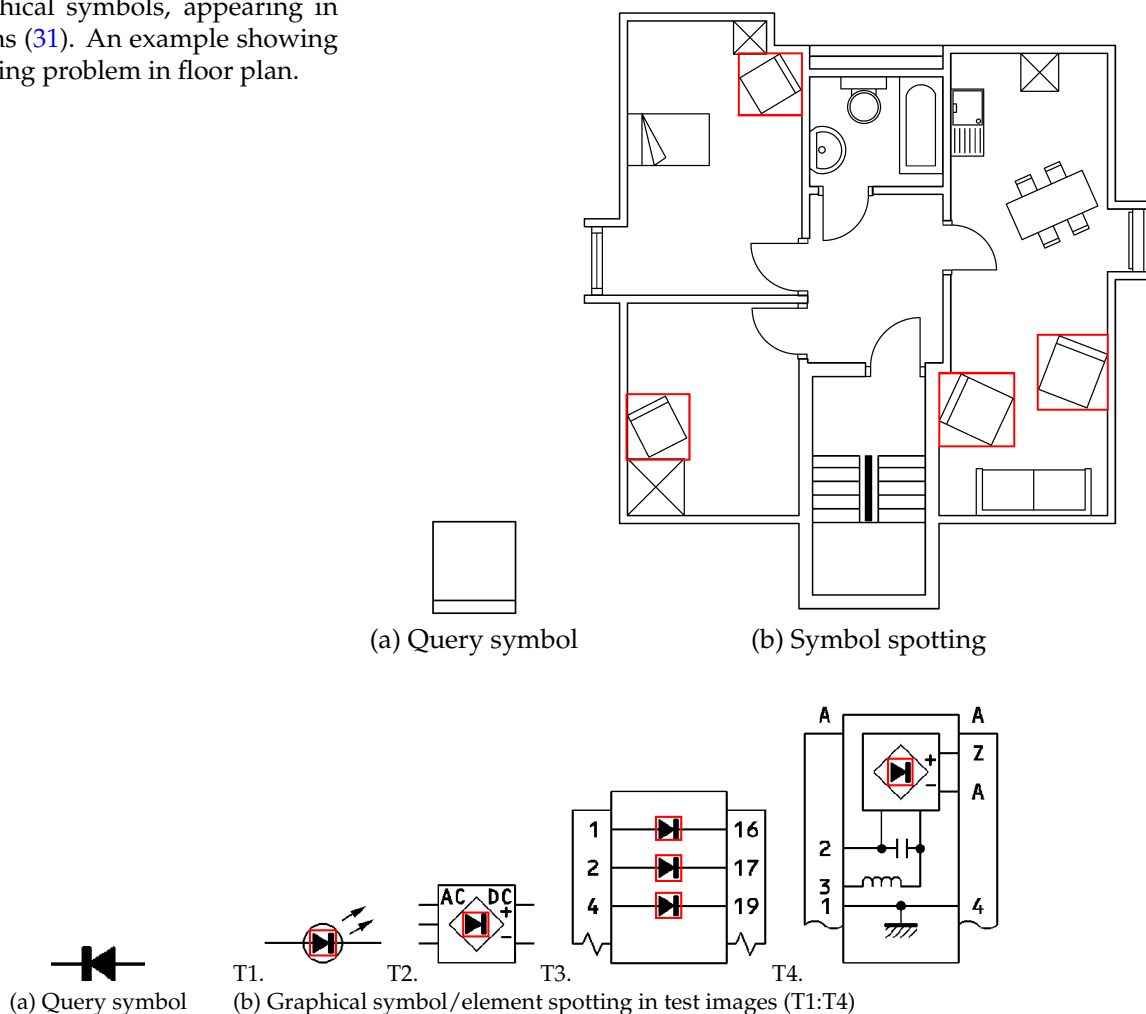 hical symbols, appearing in
ns (31). An example showing
ing problem in floor plan.
(a) Query symbol
(b) Symbol spotting
A A
Z
+
−
A
1 16
2
2 17
3
AC DC
+
4 19
1 4
−
T1.
T2.
T3.
T4.
(a) Query symbol
(b) Graphical symbol/element spotting in test images (T1:T4)